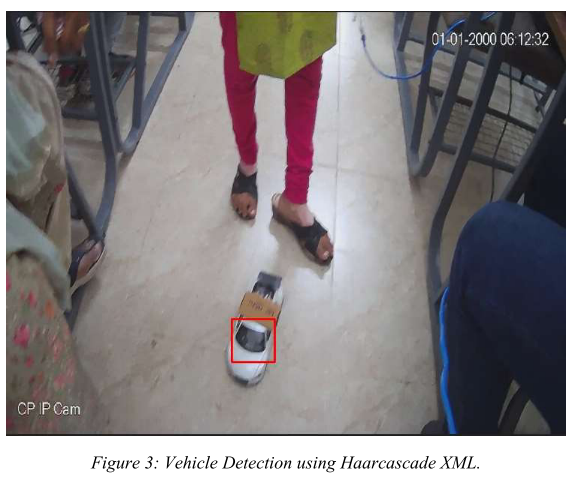 01-01-2000 06:12:32
CP IP Cam
Figure 3: Vehicle Detection using Haarcascade XML.